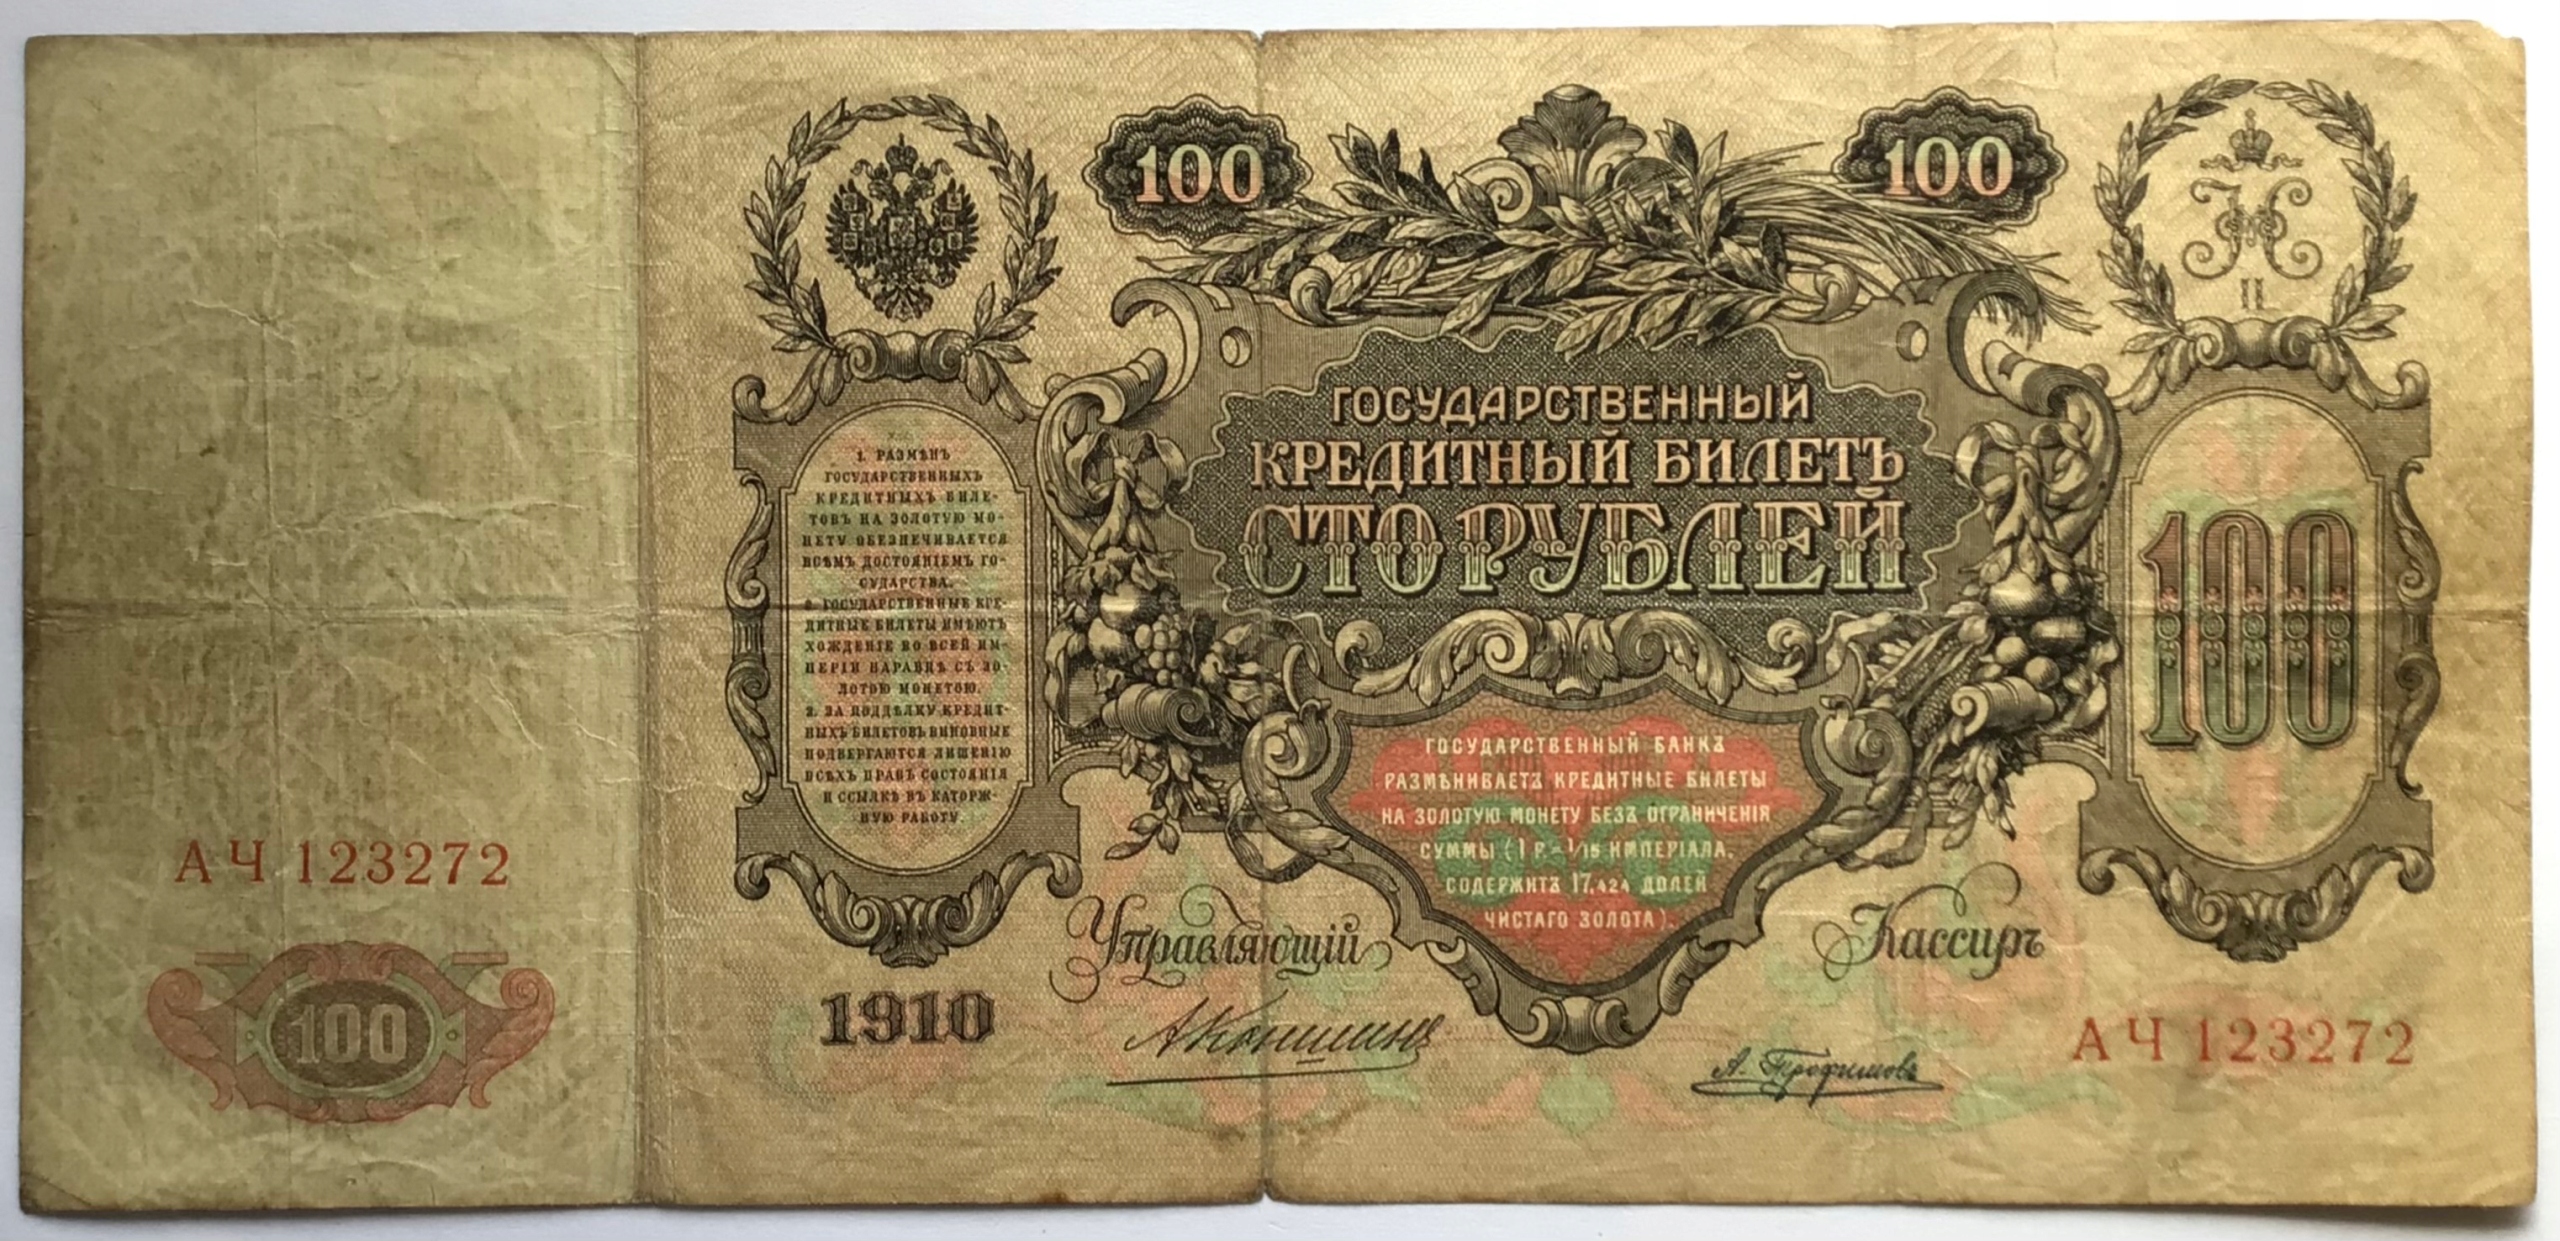 100
100
II
ГОСУДАРСТВЕННЫЙ
КРЕДИТНЫЙ БИЛЕТЪ
СТО РУБЛЕЙ
1. РАЗМѢНЪ
ГОСУДАРСТВЕННЫХЪ
КРЕДИТНЫХЪ БИЛЕ-
ТОВЪ НА ЗОЛОТУЮ МО-
НЕТУ ОБЕЗПЕЧИВАЕТСЯ
ВСѢМЪ ДОСТОЯНІЕМЪ ГО-
СУДАРСТВА.
2. ГОСУДАРСТВЕННЫЕ КРЕ-
ДИТНЫЕ БИЛЕТЫ ИМѢЮТЪ
ХОЖДЕНІЕ ВО ВСЕЙ ИМ-
ПЕРІИ НАРАВНѢ СЪ ЗО-
ЛОТОЮ МОНЕТОЮ.
3. ЗА ПОДДѢЛКУ КРЕДИТ-
НЫХЪ БИЛЕТОВЪ ВИНОВНЫЕ
ПОДВЕРГАЮТСЯ ЛИШЕНІЮ
ВСѢХЪ ПРАВЪ СОСТОЯНІЯ
И ССЫЛКѢ ВЪ КАТОРЖ-
НУЮ РАБОТУ.
100
ГОСУДАРСТВЕННЫЙ БАНКЪ
РАЗМѢНИВАЕТЪ КРЕДИТНЫЕ БИЛЕТЫ
НА ЗОЛОТУЮ МОНЕТУ БЕЗЪ ОГРАНИЧЕНІЯ
СУММЫ (1 Р. = 1/15 ИМПЕРІАЛА,
СОДЕРЖИТЪ 17,424 ДОЛЕЙ
ЧИСТАГО ЗОЛОТА).
АЧ 123272
100
1910
Управляющій
А Коншинъ
Кассиръ
А. Трофимовъ
АЧ 123272